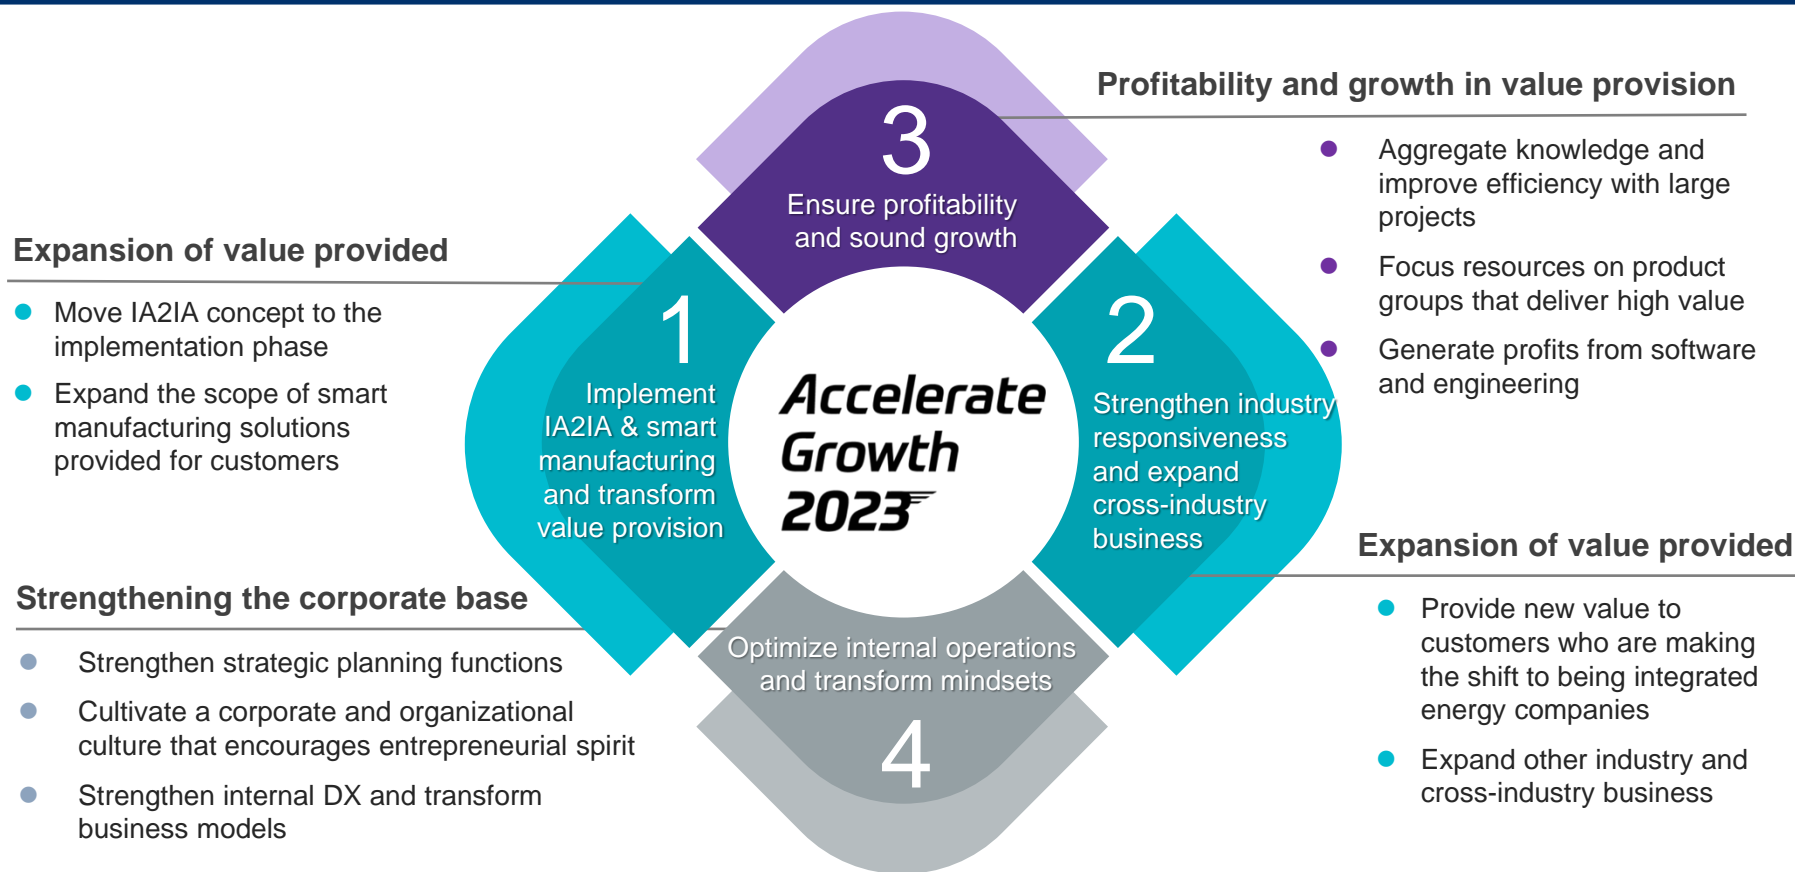 Profitability and growth in value provision
Aggregate knowledge and
improve efficiency with large
projects
Focus resources on product
groups that deliver high value
Generate profits from software
and engineering
3
Ensure profitability
and sound growth
Expansion of value provided
Move IA2IA concept to the
implementation phase
Expand the scope of smart
manufacturing solutions
provided for customers
1
Implement
IA2IA & smart
manufacturing
and transform
value provision
Accelerate
Growth
2023
2
Strengthen industry
responsiveness
and expand
cross-industry
business
Expansion of value provided
Provide new value to
customers who are making
the shift to being integrated
energy companies
Expand other industry and
cross-industry business
Strengthening the corporate base
Strengthen strategic planning functions
Cultivate a corporate and organizational
culture that encourages entrepreneurial spirit
Strengthen internal DX and transform
business models
Optimize internal operations
and transform mindsets
4